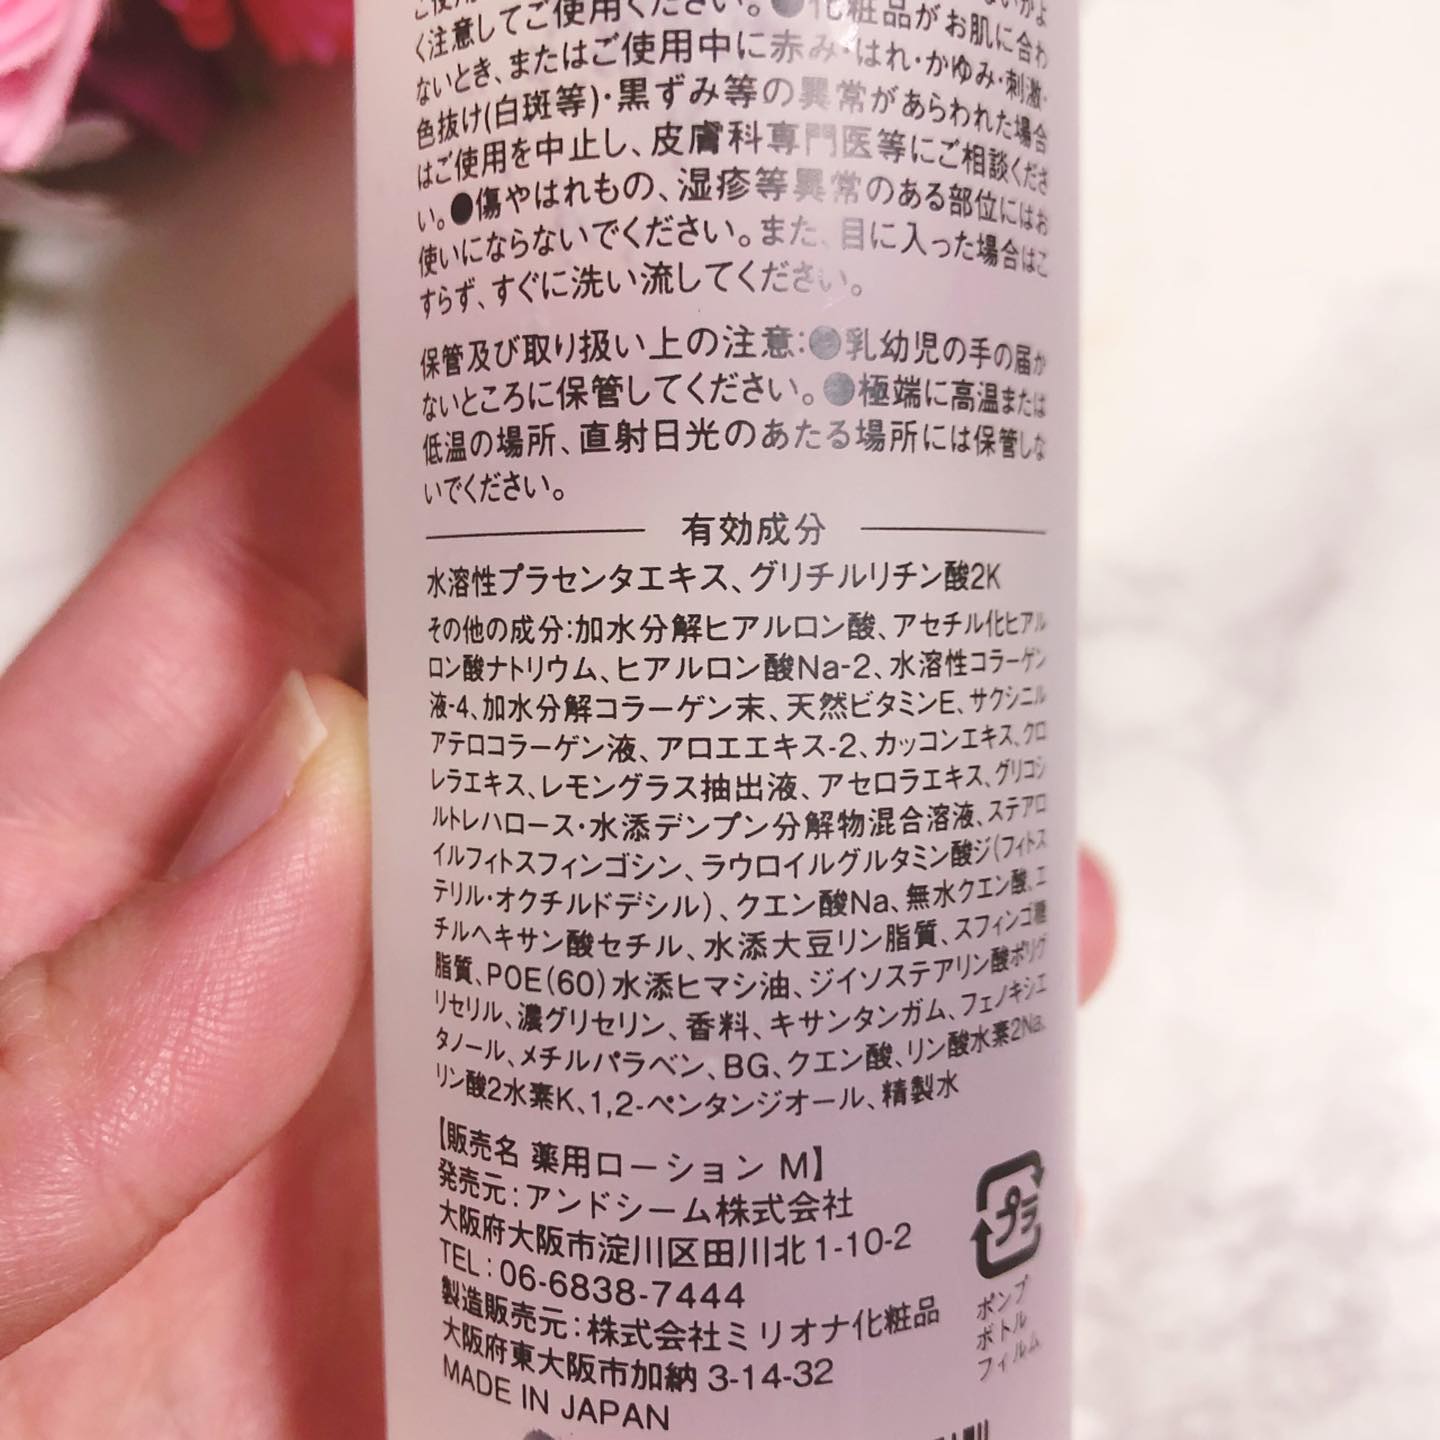 く注意してご使用ください。●化粧品がお肌に合わ
ないとき、またはご使用中に赤み・はれ・かゆみ・刺激・
色抜け(白斑等)・黒ずみ等の異常があらわれた場合
はご使用を中止し、皮膚科専門医等にご相談くださ
い。●傷やはれもの、湿疹等異常のある部位にはお
使いにならないでください。また、目に入った場合はこ
すらず、すぐに洗い流してください。
保管及び取り扱い上の注意:●乳幼児の手の届か
ないところに保管してください。●極端に高温または
低温の場所、直射日光のあたる場所には保管しな
いでください。
有効成分
水溶性プラセンタエキス、グリチルリチン酸2K
その他の成分:加水分解ヒアルロン酸、アセチル化ヒアル
ロン酸ナトリウム、ヒアルロン酸Na-2、水溶性コラーゲン
液-4、加水分解コラーゲン末、天然ビタミンE、サクシニル
アテロコラーゲン液、アロエエキス-2、カッコンエキス、クロ
レラエキス、レモングラス抽出液、アセロラエキス、グリコシ
ルトレハロース・水添デンプン分解物混合溶液、ステアロ
イルフィトスフィンゴシン、ラウロイルグルタミン酸ジ(フィトス
テリル・オクチルドデシル)、クエン酸Na、無水クエン酸、エ
チルヘキサン酸セチル、水添大豆リン脂質、スフィンゴ糖
脂質、POE(60)水添ヒマシ油、ジイソステアリン酸ポリグ
リセリル、濃グリセリン、香料、キサンタンガム、フェノキシエ
タノール、メチルパラベン、BG、クエン酸、リン酸水素2Na、
リン酸2水素K、1,2-ペンタンジオール、精製水
【販売名 薬用ローション M】
発売元:アンドシーム株式会社
大阪府大阪市淀川区田川北1-10-2
TEL:06-6838-7444
製造販売元:株式会社ミリオナ化粧品
大阪府東大阪市加納 3-14-32
MADE IN JAPAN
プラ
ポンプ
ボトル
フィルム